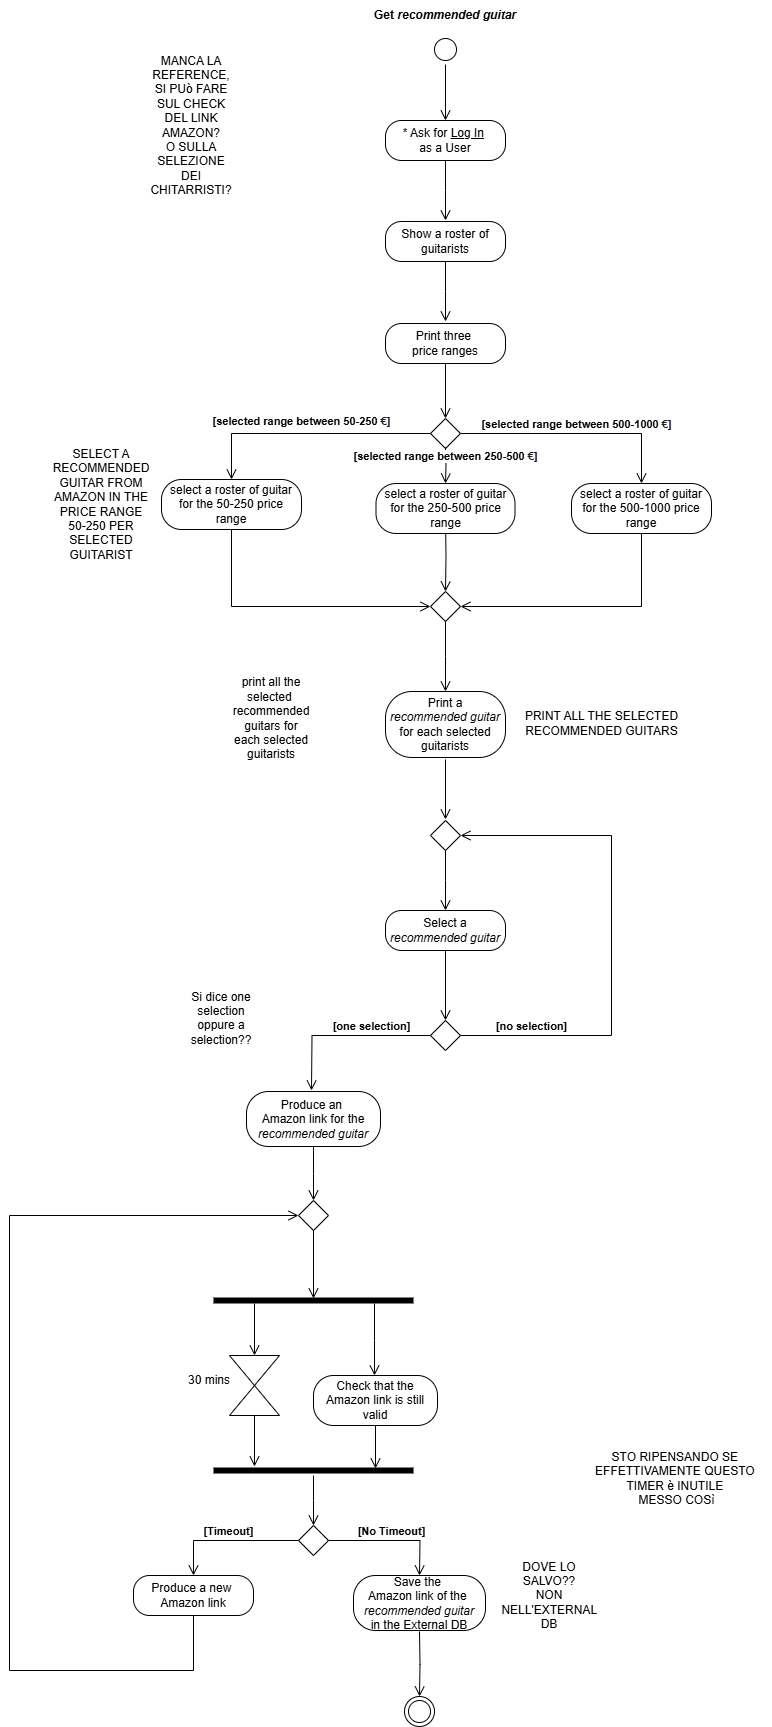 Get recommended guitar
MANCA LA
REFERENCE,
SI PUò FARE
SUL CHECK
DEL LINK
AMAZON?
O SULLA
SELEZIONE
DEI
CHITARRISTI?
* Ask for Log In
as a User
Show a roster of
guitarists
Print three
price ranges
[selected range between 50-250 €]
[selected range between 500-1000 €]
[selected range between 250-500 €]
SELECT A
RECOMMENDED
GUITAR FROM
AMAZON IN THE
PRICE RANGE
50-250 PER
SELECTED
GUITARIST
select a roster of guitar
for the 50-250 price
range
select a roster of guitar
for the 250-500 price
range
select a roster of guitar
for the 500-1000 price
range
print all the
selected
recommended
guitars for
each selected
guitarists
Print a
recommended guitar
for each selected
guitarists
PRINT ALL THE SELECTED
RECOMMENDED GUITARS
Select a
recommended guitar
Si dice one
selection
oppure a
selection??
[one selection]
[no selection]
Produce an
Amazon link for the
recommended guitar
30 mins
Check that the
Amazon link is still
valid
STO RIPENSANDO SE
EFFETTIVAMENTE QUESTO
TIMER è INUTILE
MESSO COSì
[Timeout]
[No Timeout]
Produce a new
Amazon link
Save the
Amazon link of the
recommended guitar
in the External DB
DOVE LO
SALVO??
NON
NELL'EXTERNAL
DB